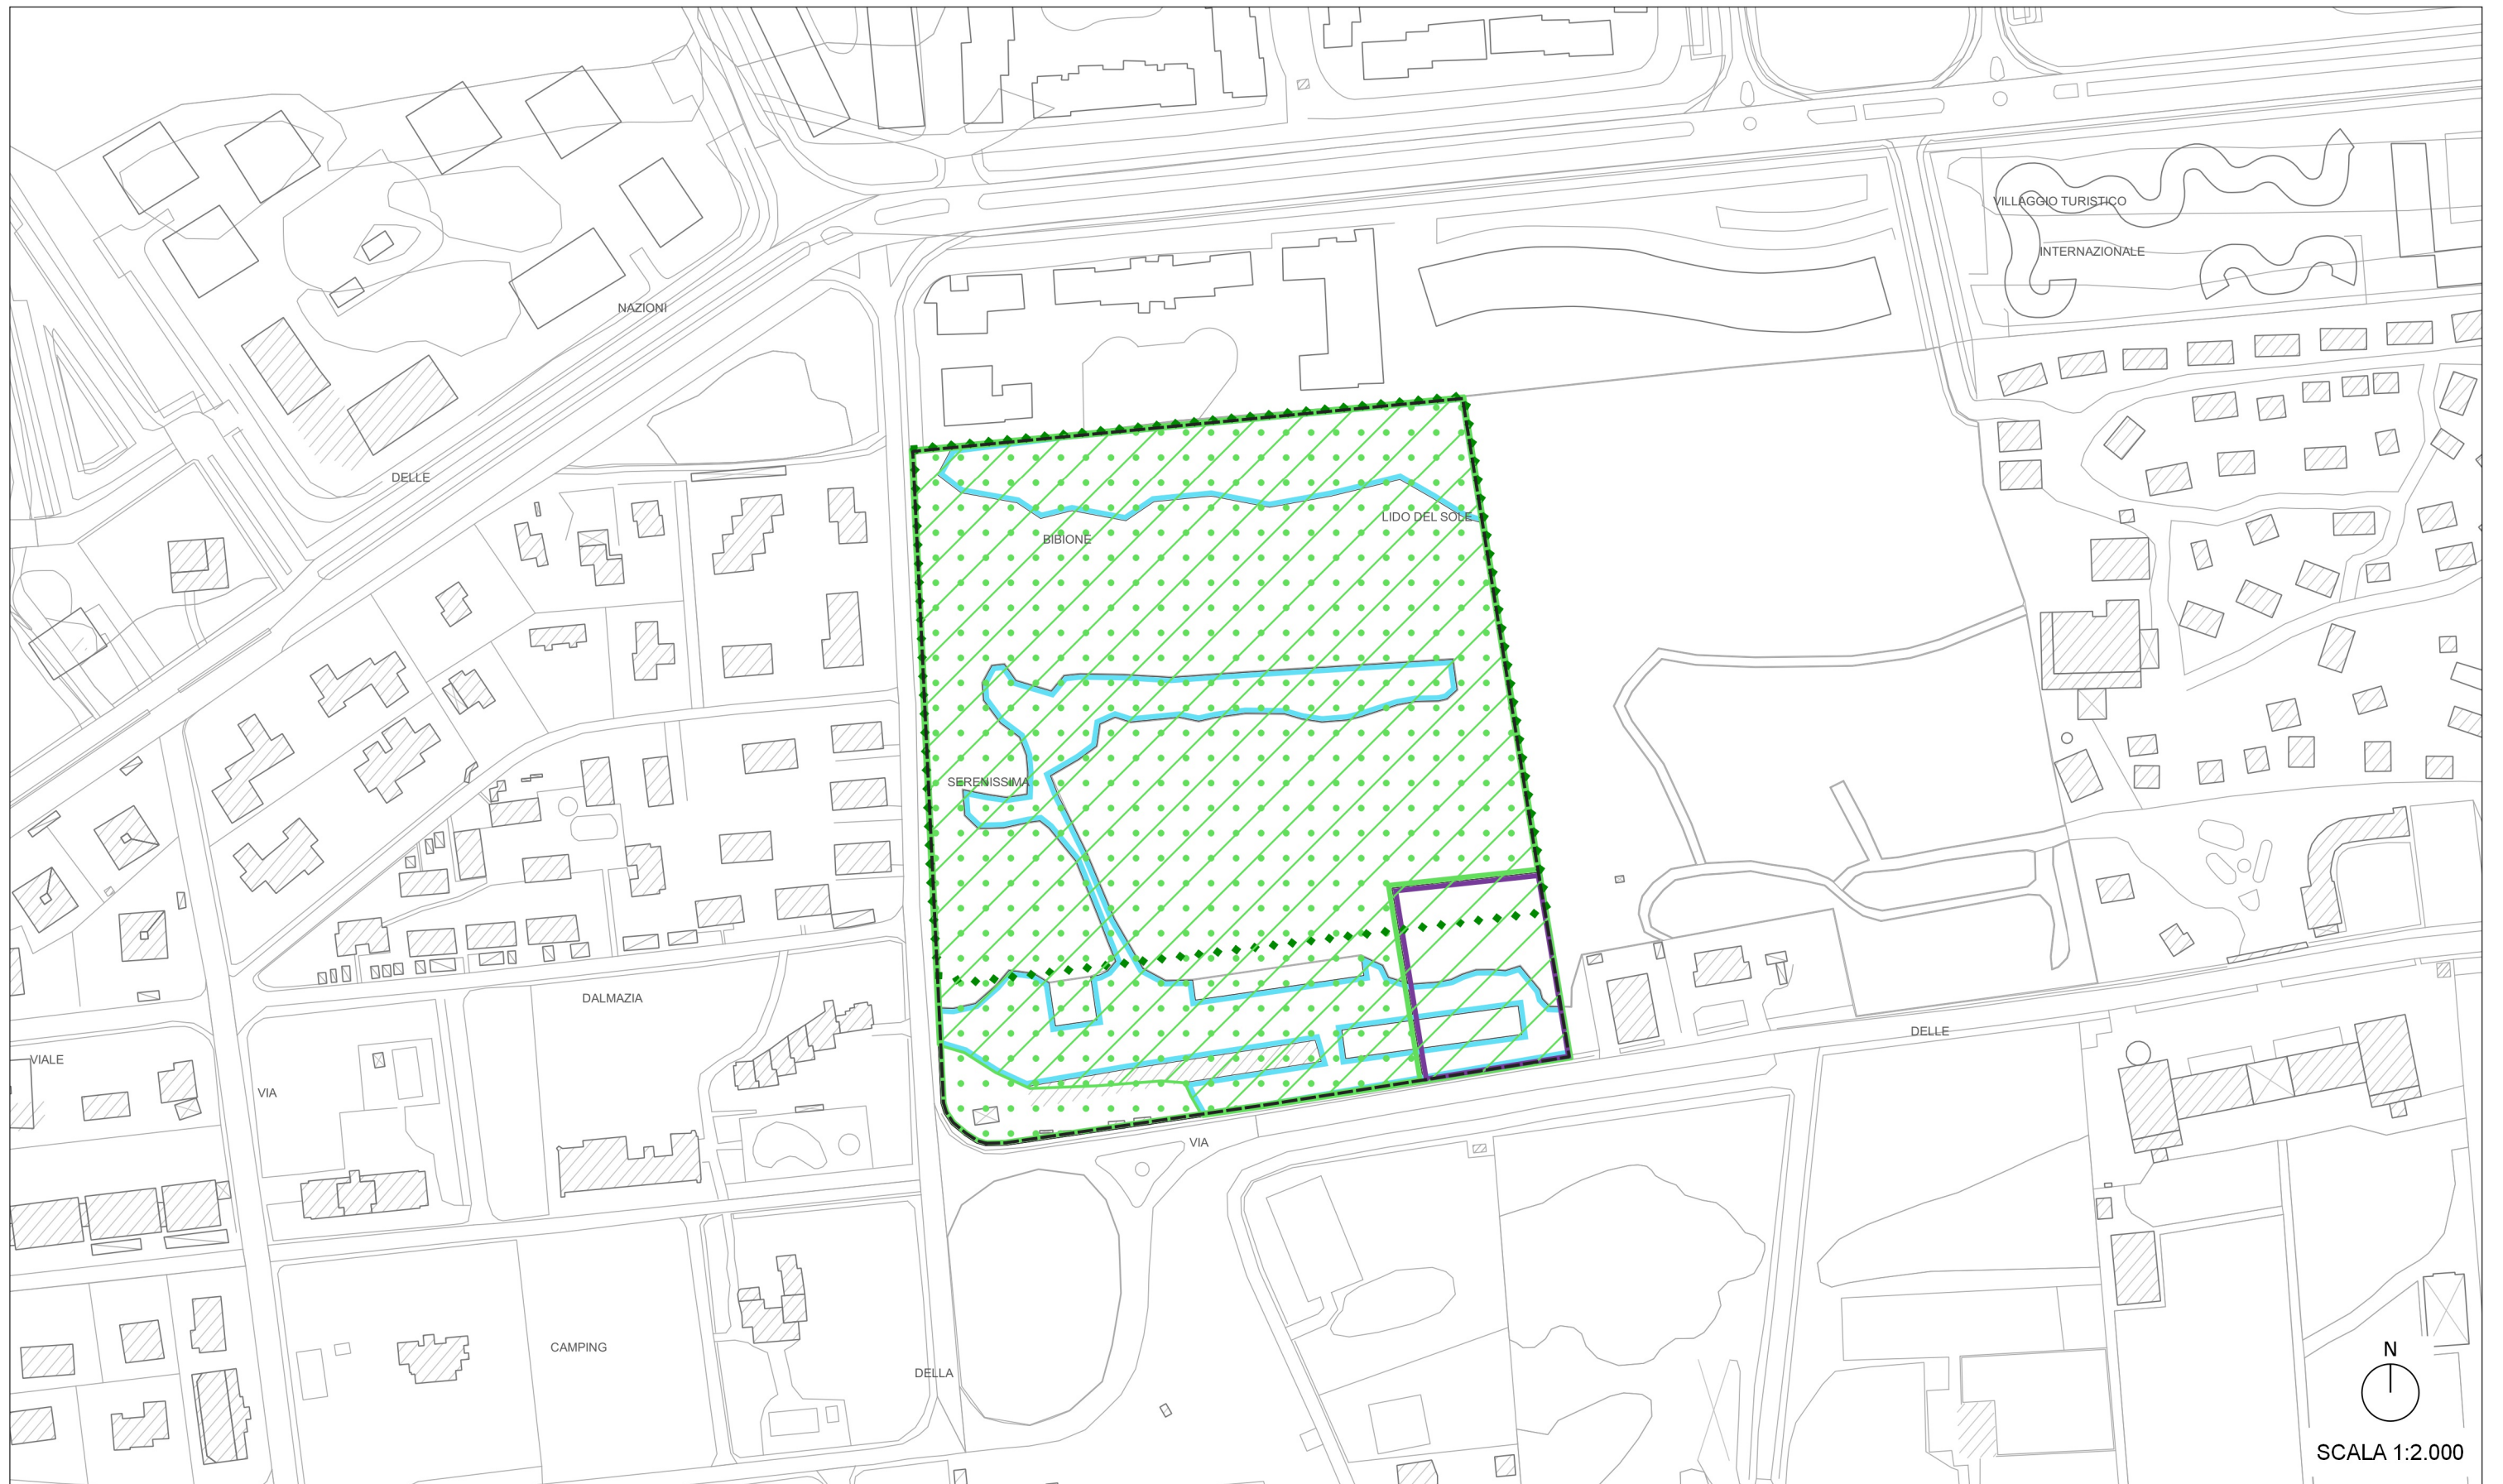 VILLAGGIO TURISTICO
INTERNAZIONALE
NAZIONI
DELLE
LIDO DEL SOLE
BIBIONE
SERENISSIMA
DALMAZIA
DELLE
VIALE
VIA
VIA
CAMPING
DELLA
N
SCALA 1:2.000